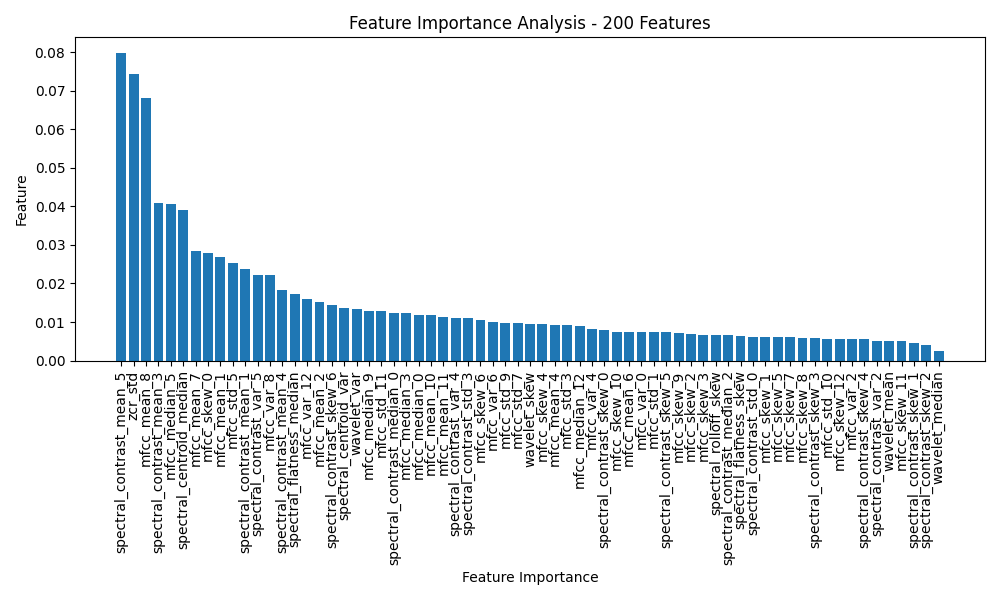 Feature Importance Analysis - 200 Features
Feature
0.08
0.07
0.06
0.05
0.04
0.03
0.02
0.01
0.00
spectral_contrast_mean_5
zcr_std
mfcc_mean_8
spectral_contrast_mean_3
mfcc_median_5
spectral_centroid_median
mfcc_mean_7
mfcc_skew_0
mfcc_mean_1
mfcc_std_5
spectral_contrast_mean_1
spectral_contrast_var_5
mfcc_var_8
spectral_contrast_mean_4
spectral_flatness_median
mfcc_var_12
mfcc_mean_2
spectral_contrast_skew_6
spectral_centroid_var
wavelet_var
mfcc_median_9
mfcc_std_11
spectral_contrast_median_0
mfcc_median_3
mfcc_median_0
mfcc_mean_10
mfcc_mean_11
spectral_contrast_var_4
spectral_contrast_std_3
mfcc_skew_6
mfcc_var_6
mfcc_std_9
mfcc_std_7
wavelet_skew
mfcc_skew_4
mfcc_mean_4
mfcc_std_3
mfcc_median_12
mfcc_var_4
spectral_contrast_skew_0
mfcc_skew_10
mfcc_mean_6
mfcc_var_0
mfcc_std_1
spectral_contrast_skew_5
mfcc_skew_9
mfcc_skew_2
mfcc_skew_3
spectral_rolloff_skew
spectral_contrast_median_2
spectral_flatness_skew
spectral_contrast_std_0
mfcc_skew_1
mfcc_skew_5
mfcc_skew_7
mfcc_skew_8
spectral_contrast_skew_3
mfcc_std_10
mfcc_skew_12
mfcc_var_2
spectral_contrast_skew_4
spectral_contrast_var_2
wavelet_mean
mfcc_skew_11
spectral_contrast_skew_1
spectral_contrast_skew_2
wavelet_median
Feature Importance